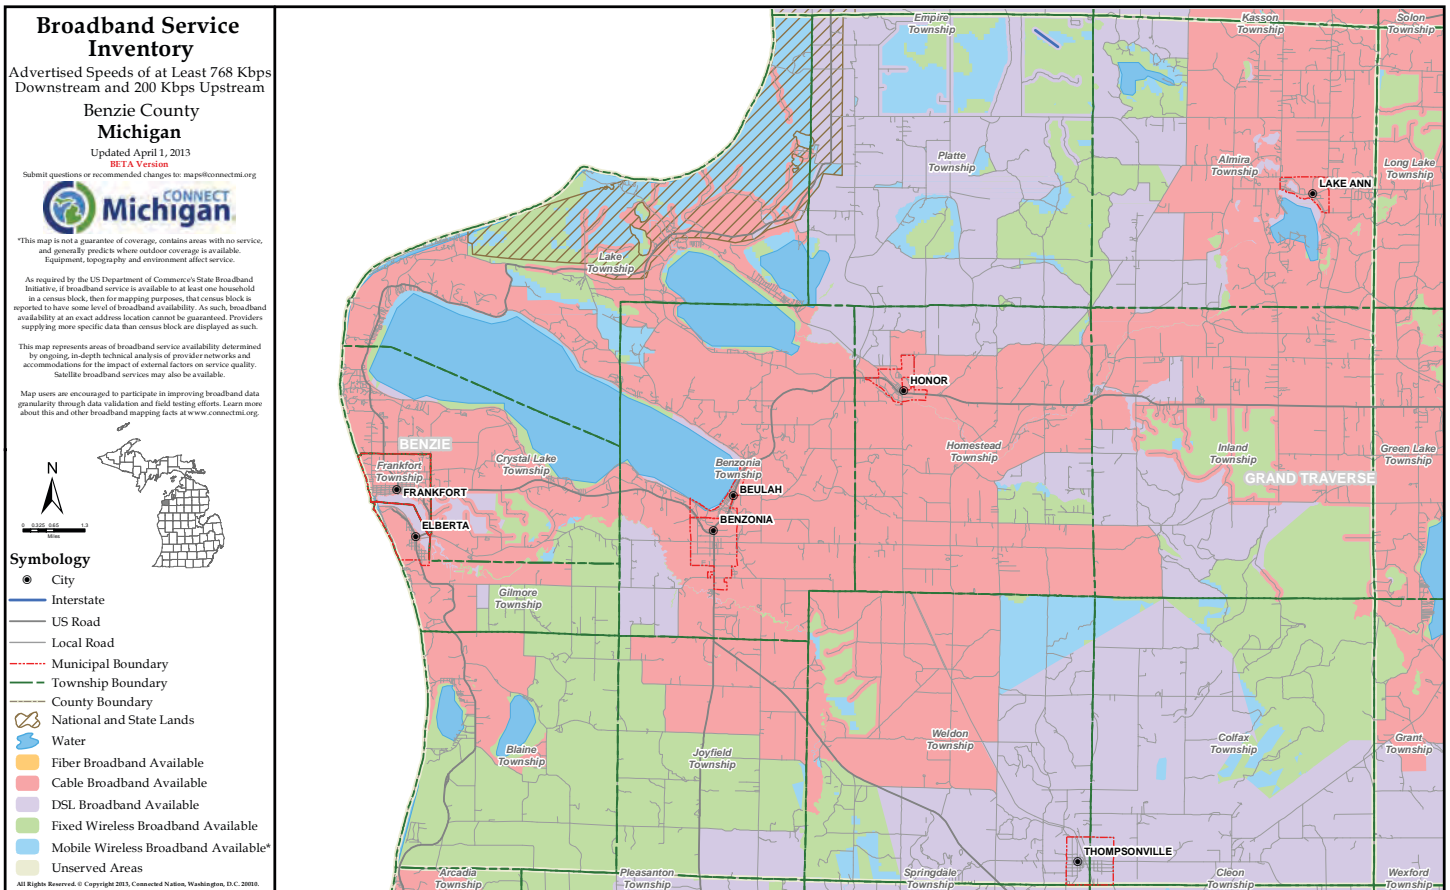 Broadband Service
Inventory
Advertised Speeds of at Least 768 Kbps
Downstream and 200 Kbps Upstream
Benzie County
Michigan
Updated April 1, 2013
BETA Version
Submit questions or recommended changes to: maps@connectmi.org
CONNECT
Michigan
*This map is not a guarantee of coverage, contains areas with no service,
and generally predicts where outdoor coverage is available.
Equipment, topography and environment affect service.
As required by the US Department of Commerce's State Broadband
Initiative, if broadband service is available to at least one household
in a census block, then for mapping purposes, that census block is
reported to have some level of broadband availability. As such, broadband
availability at an exact address location cannot be guaranteed. Providers
supplying more specific data than census block are displayed as such.
This map represents areas of broadband service availability determined
by ongoing, in-depth technical analysis of provider networks and
accommodations for the impact of external factors on service quality.
Satellite broadband services may also be available.
Map users are encouraged to participate in improving broadband data
granularity through data validation and field testing efforts. Learn more
about this and other broadband mapping facts at www.connectmi.org.
N
0 0.325 0.65 1.3
Miles
Symbology
City
Interstate
US Road
Local Road
Municipal Boundary
Township Boundary
County Boundary
National and State Lands
Water
Fiber Broadband Available
Cable Broadband Available
DSL Broadband Available
Fixed Wireless Broadband Available
Mobile Wireless Broadband Available*
Unserved Areas
All Rights Reserved. © Copyright 2013, Connected Nation, Washington, D.C. 20010.
Empire
Township
Kasson
Township
Solon
Township
Platte
Township
Almira
Township
Long Lake
Township
LAKE ANN
Lake
Township
HONOR
BENZIE
Frankfort
Township
Crystal Lake
Township
Benzonia
Township
Homestead
Township
Inland
Township
Green Lake
Township
GRAND TRAVERSE
FRANKFORT
BEULAH
ELBERTA
BENZONIA
Gilmore
Township
Blaine
Township
Joyfield
Township
Weldon
Township
Colfax
Township
Grant
Township
THOMPSONVILLE
Arcadia
Township
Pleasanton
Township
Springdale
Township
Cleon
Township
Wexford
Township